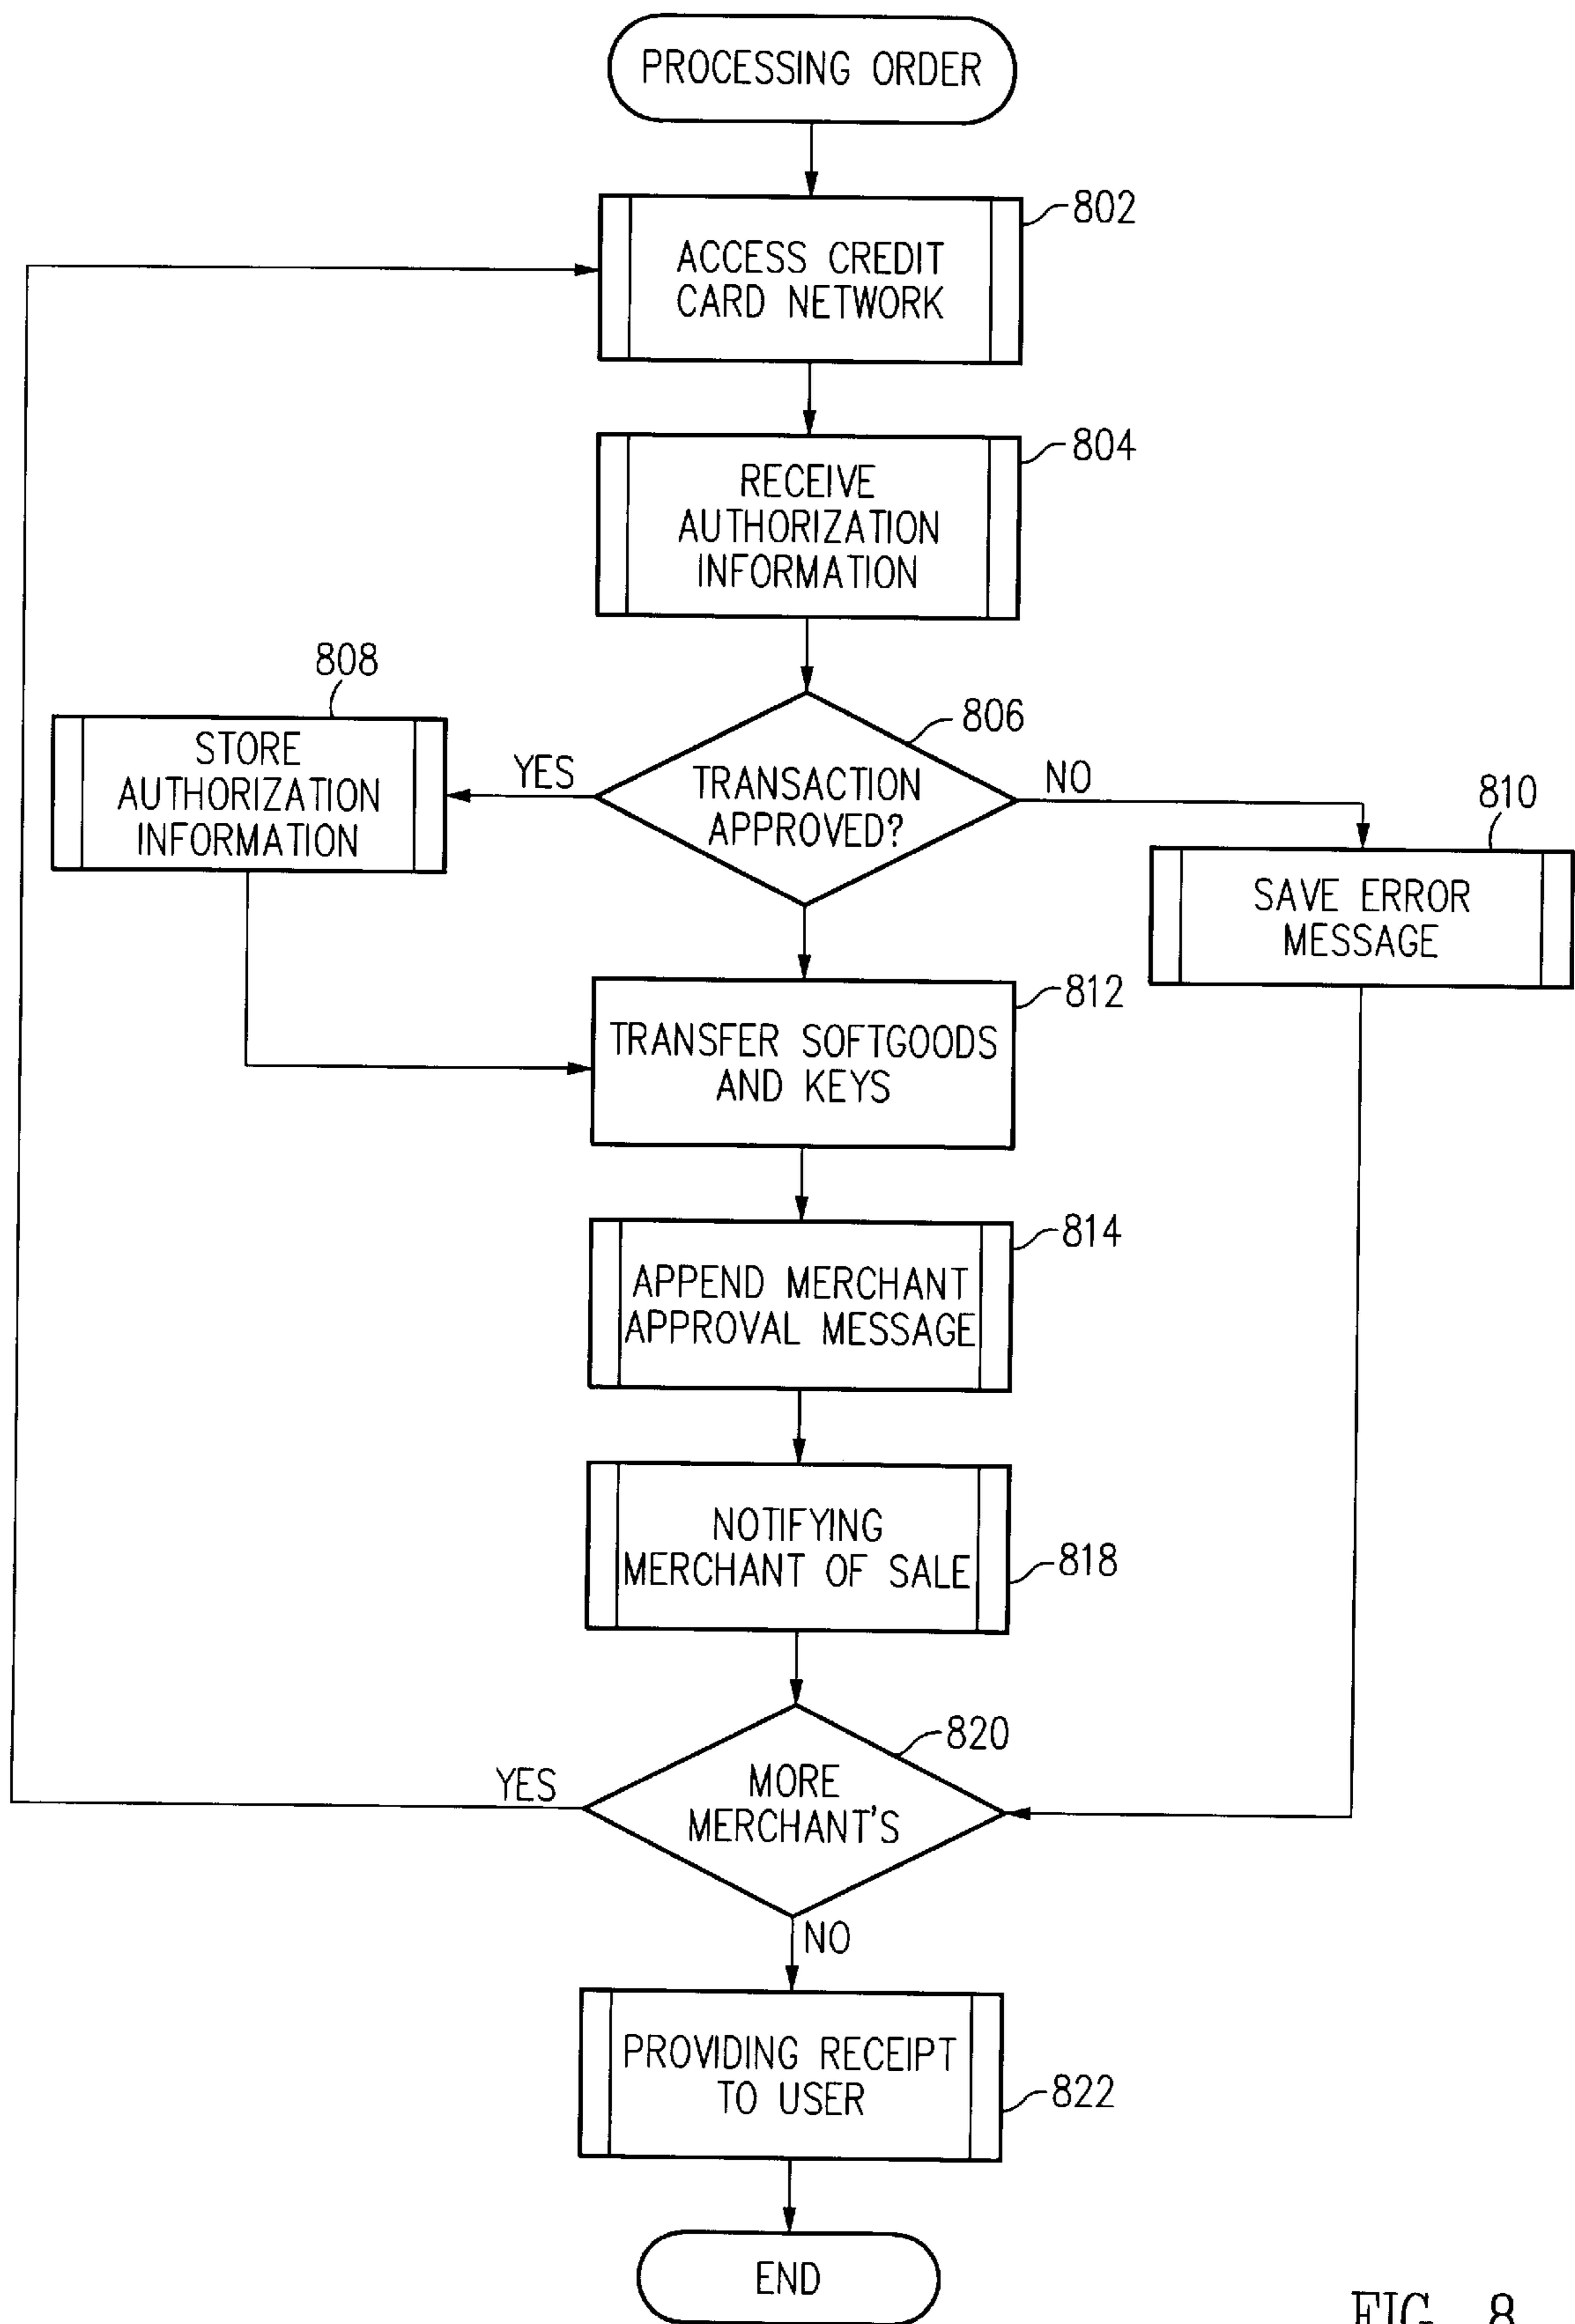 PROCESSING ORDER
802
ACCESS CREDIT
CARD NETWORK
804
RECEIVE
AUTHORIZATION
INFORMATION
808
STORE
AUTHORIZATION
INFORMATION
YES
806
TRANSACTION
APPROVED?
NO
810
SAVE ERROR
MESSAGE
812
TRANSFER SOFTGOODS
AND KEYS
814
APPEND MERCHANT
APPROVAL MESSAGE
NOTIFYING
MERCHANT OF SALE
818
820
YES
MORE
MERCHANT'S
NO
PROVIDING RECEIPT
TO USER
822
END
FIG. 8